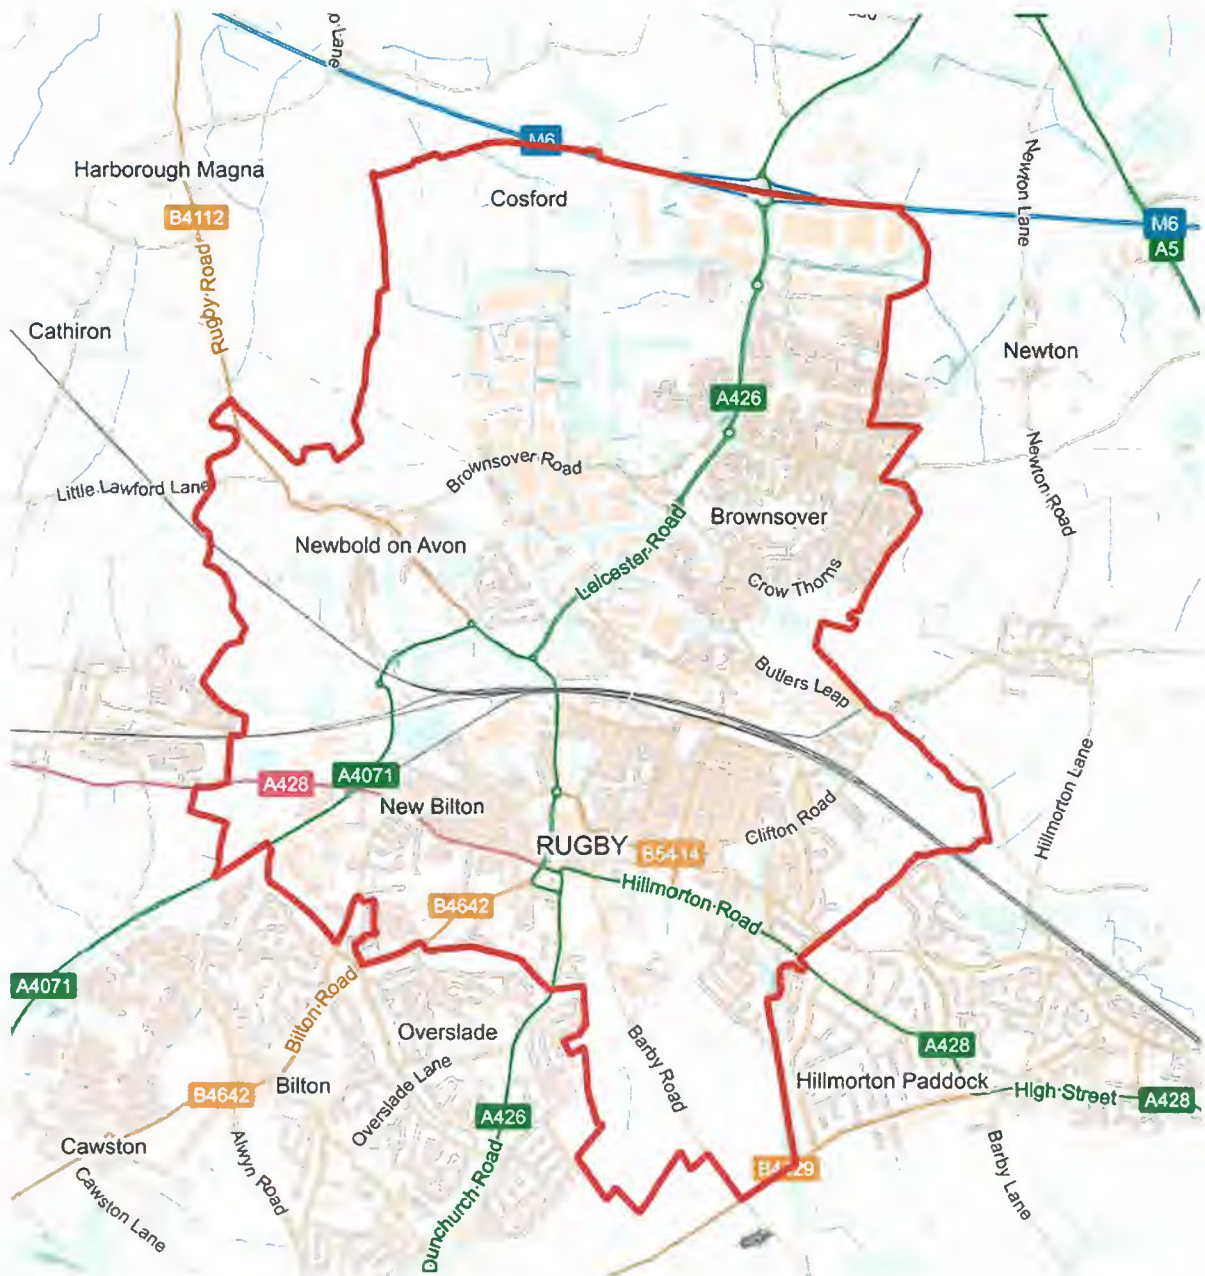 Lane
M6
Harborough Magna
Cosford
Newton Lane
B4112
M6
A5
Rugby Road
Cathiron
Newton
A426
Brownsover Road
Newton Road
Little Lawford Lane
Brownsover
Newbold on Avon
Leicester Road
Crow Thorns
Butlers Leap
Hillmorton Lane
A428
A4071
New Bilton
Clifton Road
RUGBY
B5414
Hillmorton Road
B4642
A4071
Bilton Road
Overslade
Barby Road
A428
Overslade Lane
Hillmorton Paddock
High Street
A428
B4642
Bilton
A426
Cawston
Alwyn Road
Dunchurch Road
Barby Lane
Cawston Lane